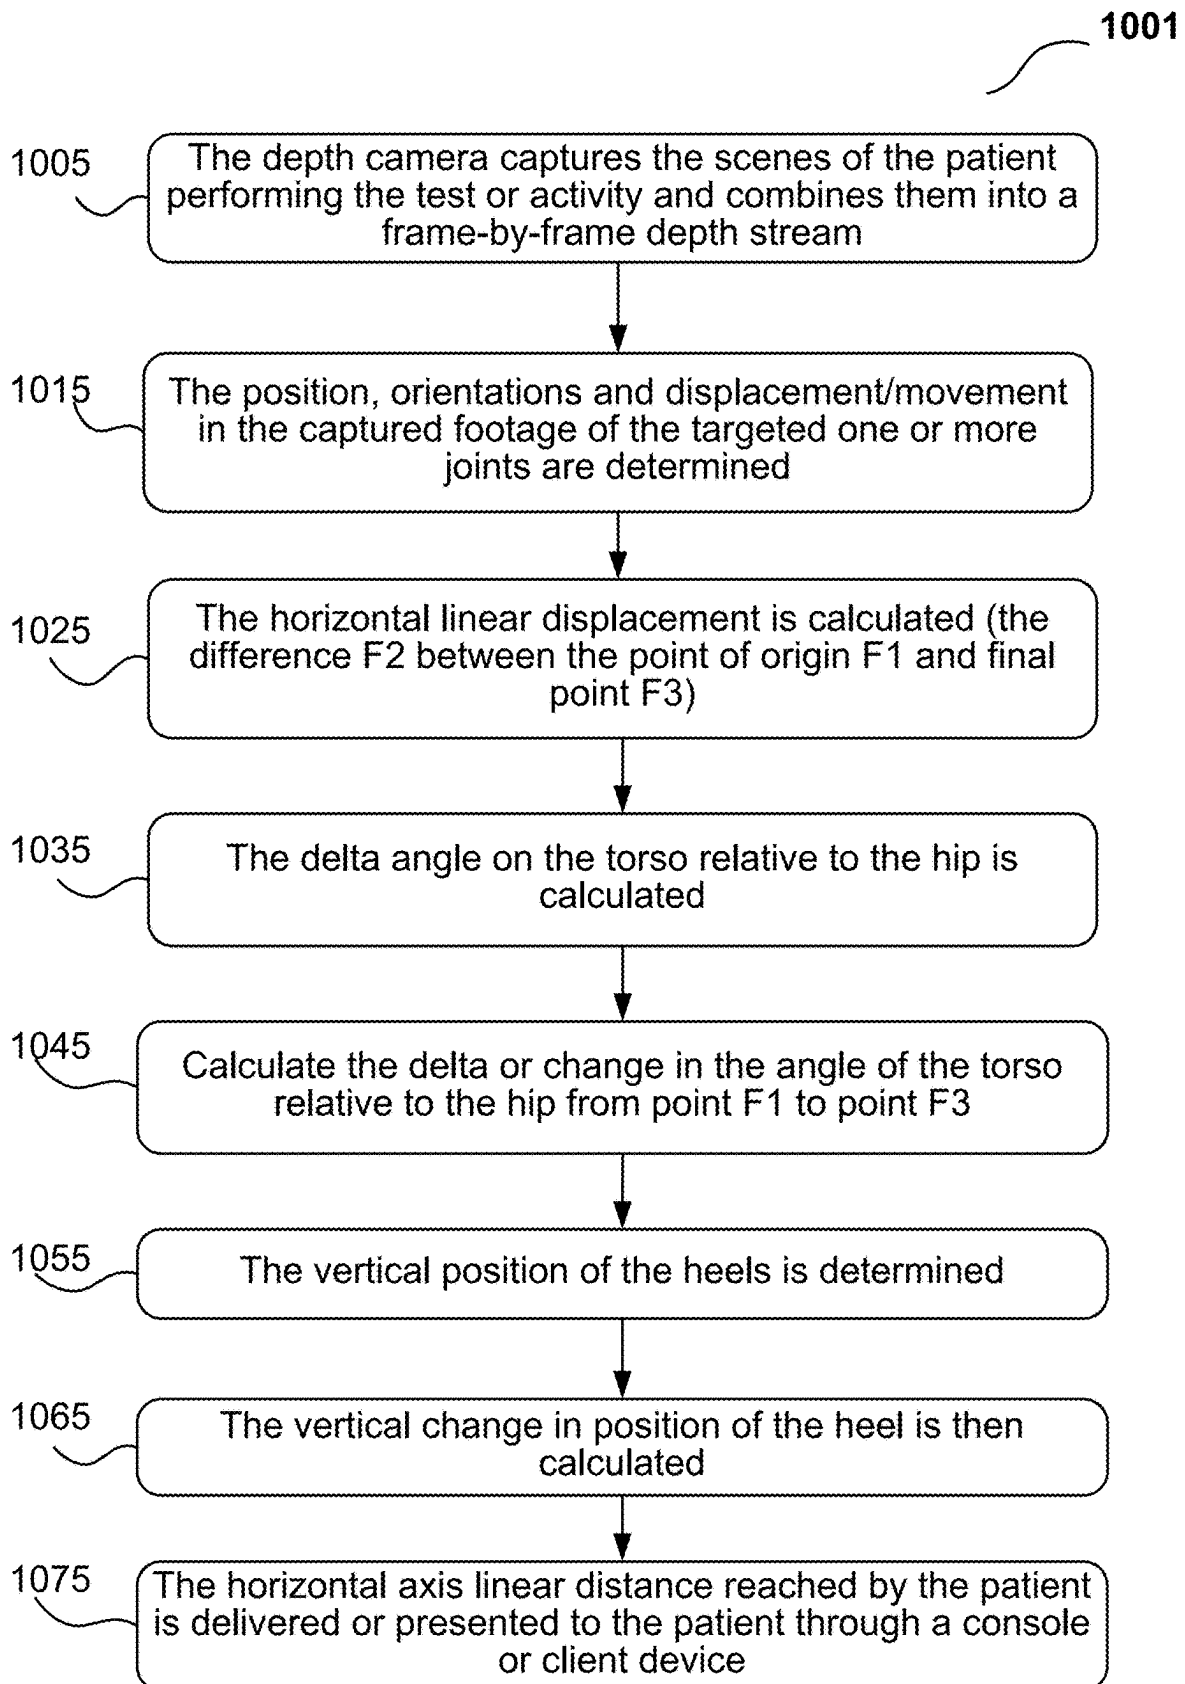 1001
1005
The depth camera captures the scenes of the patient
performing the test or activity and combines them into a
frame-by-frame depth stream
1015
The position, orientations and displacement/movement
in the captured footage of the targeted one or more
joints are determined
1025
The horizontal linear displacement is calculated (the
difference F2 between the point of origin F1 and final
point F3)
1035
The delta angle on the torso relative to the hip is
calculated
1045
Calculate the delta or change in the angle of the torso
relative to the hip from point F1 to point F3
1055
The vertical position of the heels is determined
1065
The vertical change in position of the heel is then
calculated
1075
The horizontal axis linear distance reached by the patient
is delivered or presented to the patient through a console
or client device